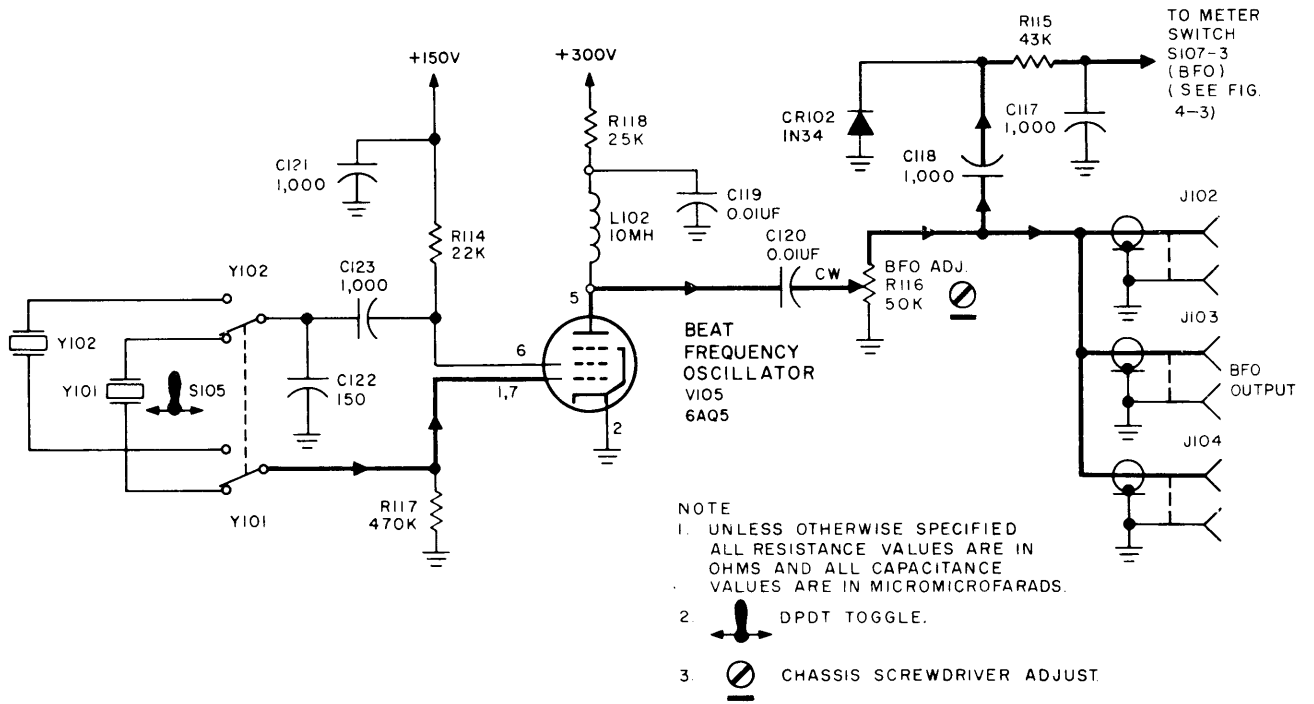 +150V
+300V
R118
25K
C121
1,000
R114
22K
L102
10MH
C119
0.01UF
C120
0.01UF
CW
BFO ADJ.
R116
50K
CR102
1N34
R115
43K
C117
1,000
C118
1,000
TO METER
SWITCH
S107-3
(BFO)
(SEE FIG.
4-3)
J102
J103
BFO
OUTPUT
J104
Y102
Y102
Y101
S105
C123
1,000
C122
150
Y101
R117
470K
5
6
1,7
2
BEAT
FREQUENCY
OSCILLATOR
V105
6AQ5
NOTE
1. UNLESS OTHERWISE SPECIFIED
ALL RESISTANCE VALUES ARE IN
OHMS AND ALL CAPACITANCE
VALUES ARE IN MICROMICROFARADS.
2. DPDT TOGGLE.
3. CHASSIS SCREWDRIVER ADJUST.